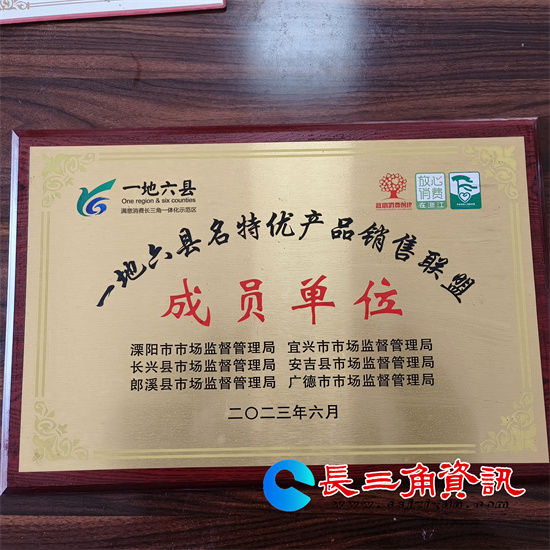 一地六县
One region & six counties
满意消费长三角一体化示范区
放心
消费
在浙江
一地六县名特优产品销售联盟
成员单位
溧阳市市场监督管理局 宜兴市市场监督管理局
长兴县市场监督管理局 安吉县市场监督管理局
郎溪县市场监督管理局 广德市市场监督管理局
二〇二三年六月
長三角資訊